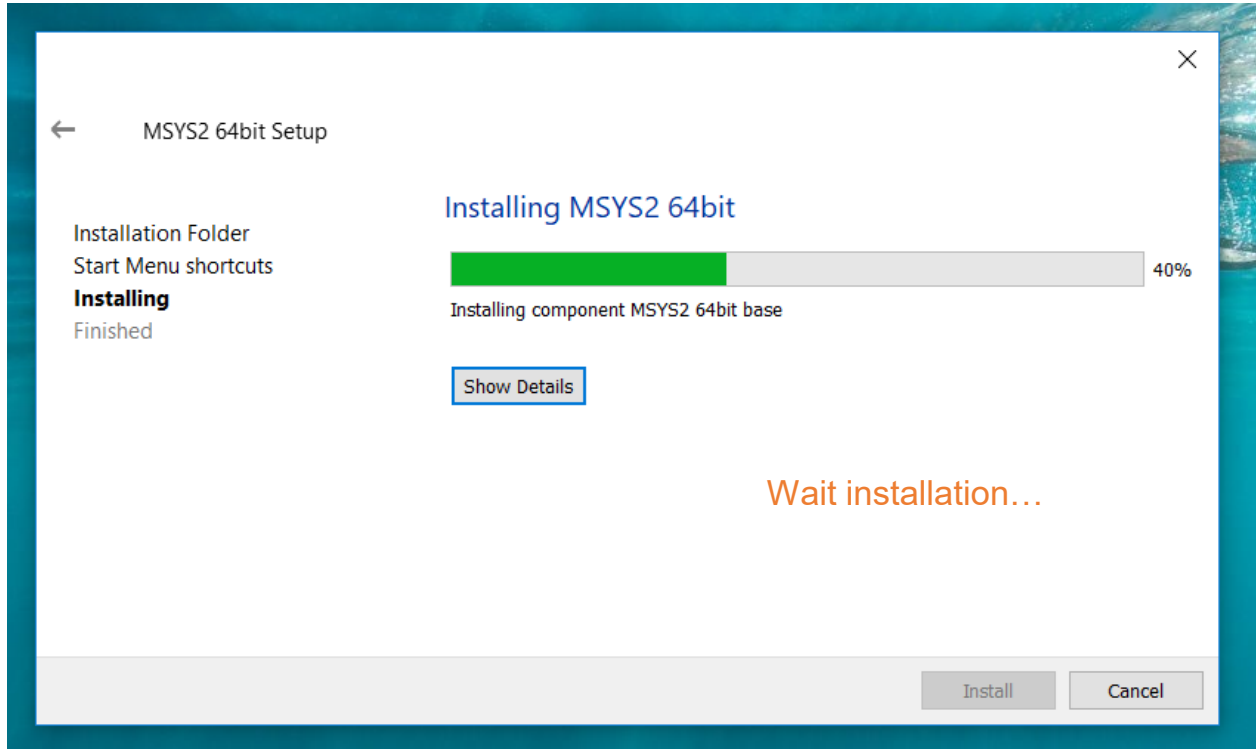 MSYS2 64bit Setup
Installation Folder
Start Menu shortcuts
Installing
Finished
Installing MSYS2 64bit
40%
Installing component MSYS2 64bit base
Show Details
Wait installation…
Install
Cancel